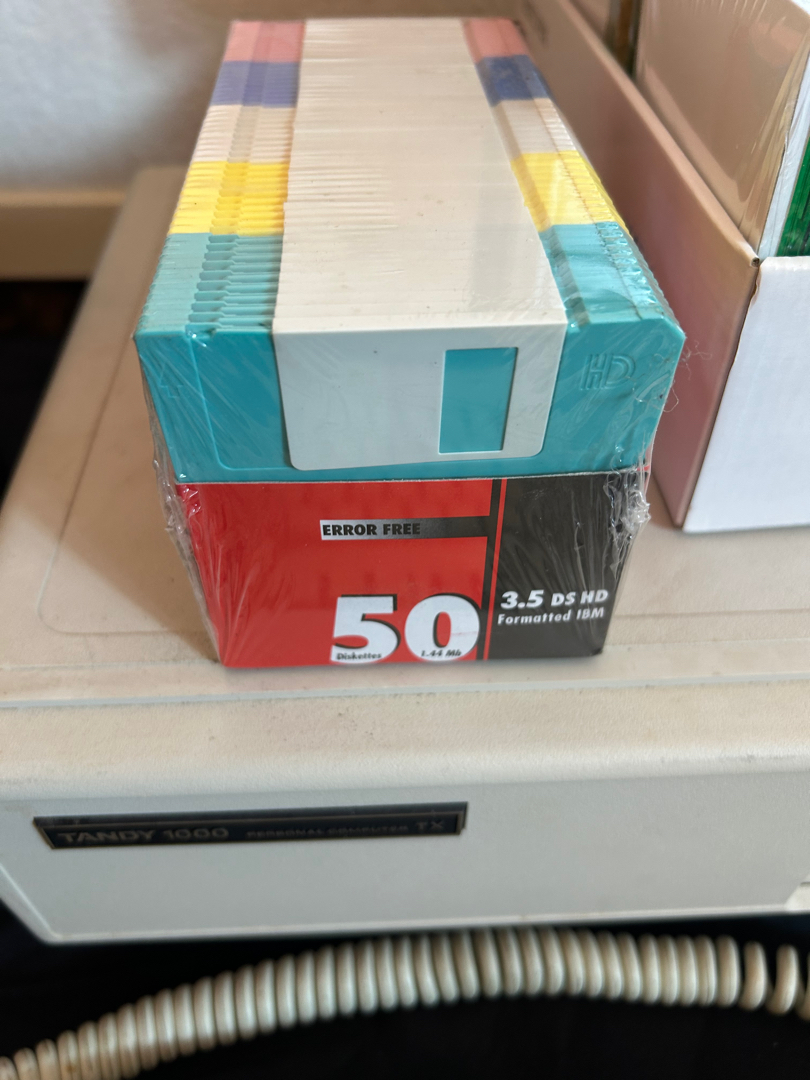 HD
ERROR FREE
50
Diskettes 1.44 Mb
3.5 DS HD
Formatted IBM
TANDY 1000 PERSONAL COMPUTER TX